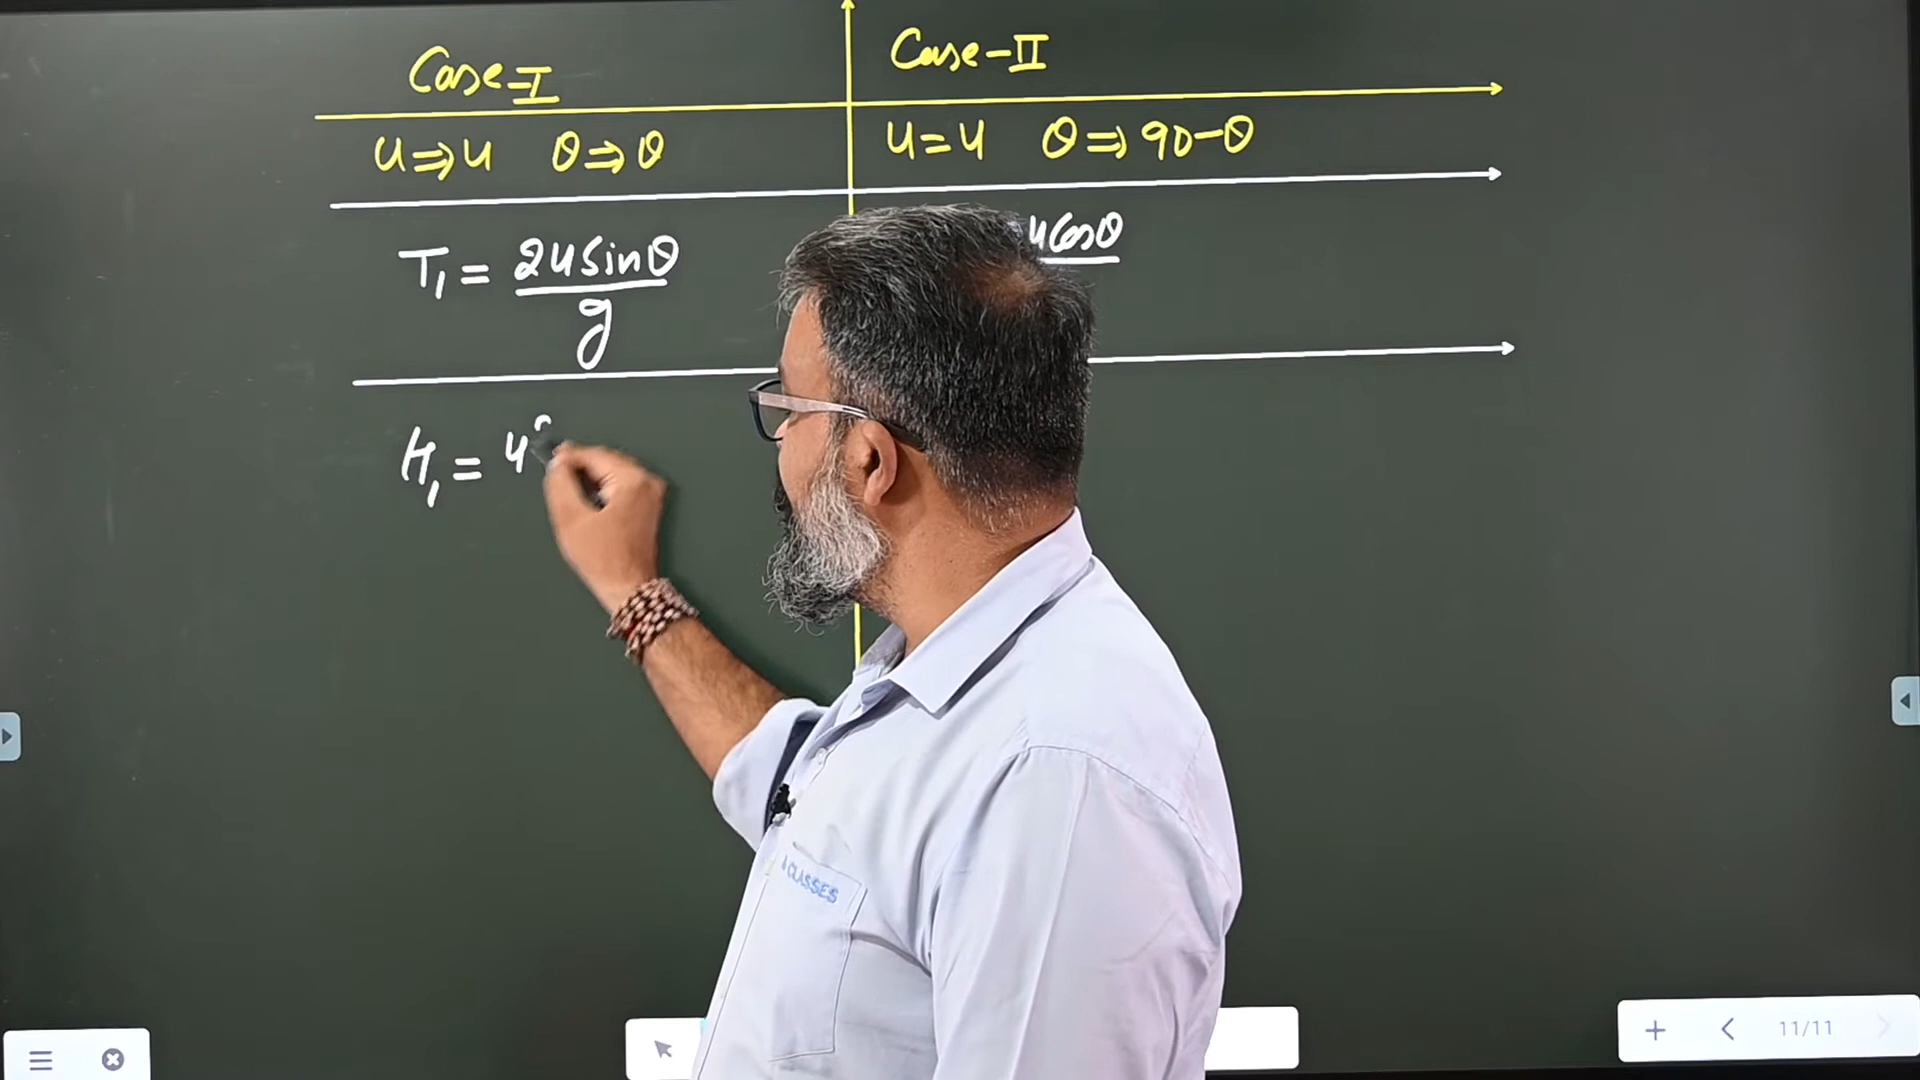 Case-I
Case-II
u⇒u θ⇒θ
u=u θ⇒90-θ
T₁ = 2usinθ/g
ucosθ
H₁ = u
CLASSES
11/11